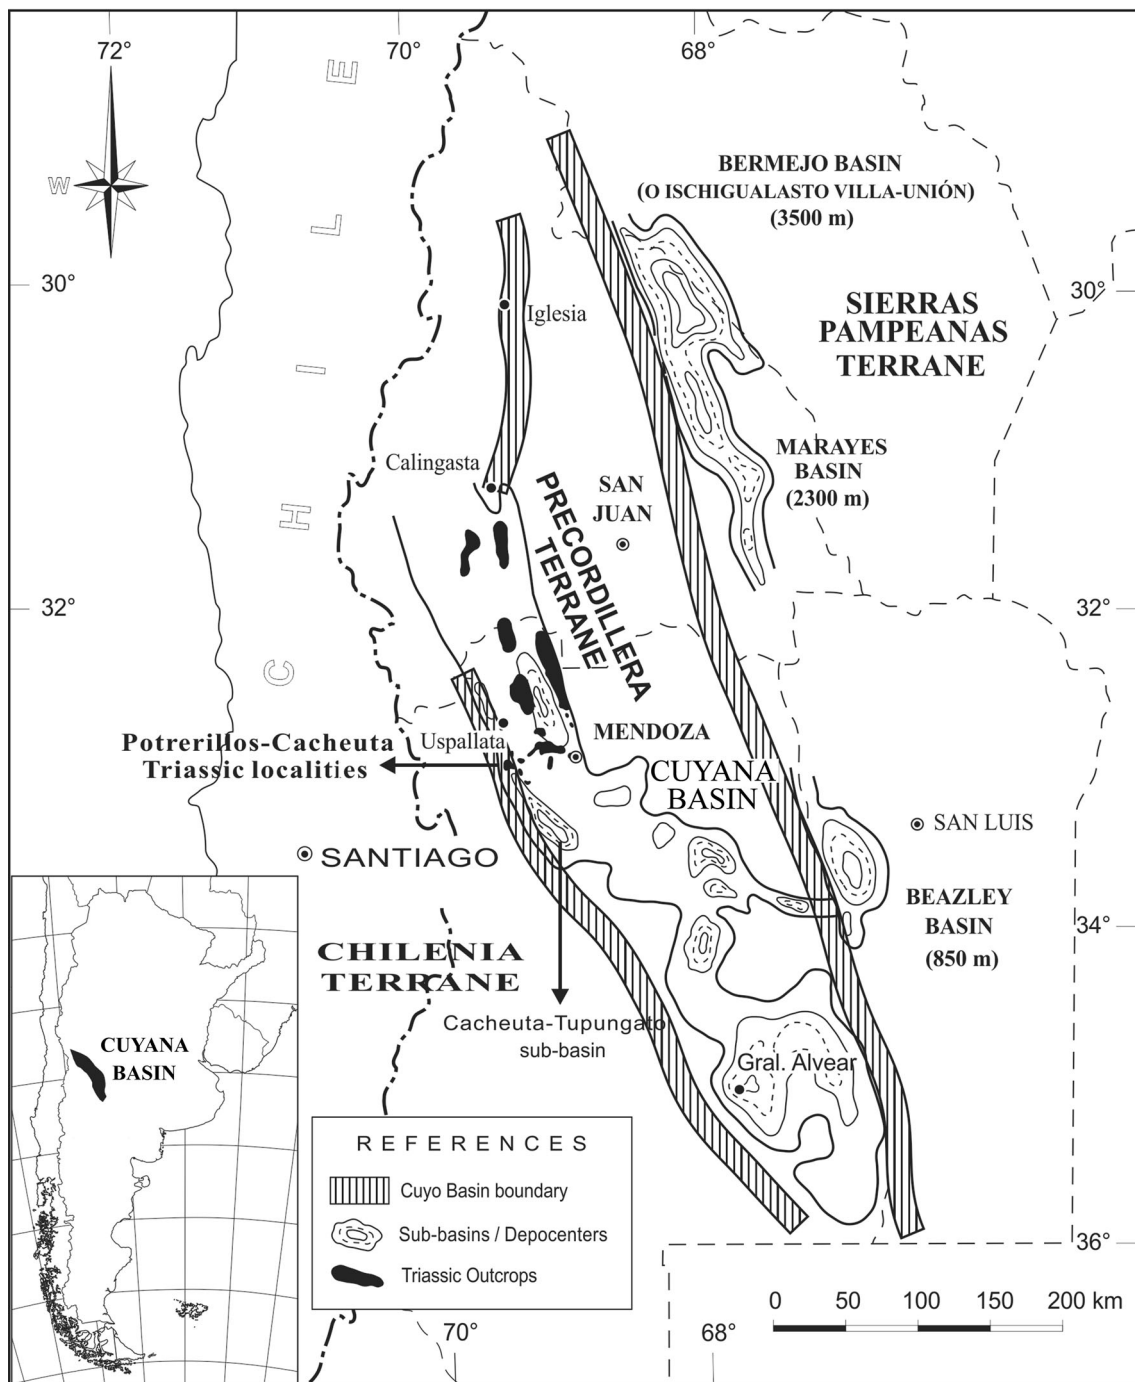 72°
70°
68°
W
CHILE
BERMEJO BASIN
(O ISCHIGUALASTO VILLA-UNIÓN)
(3500 m)
30°
30°
Iglesia
SIERRAS
PAMPEANAS
TERRANE
Calingasta
SAN
JUAN
MARAYES
BASIN
(2300 m)
PRECORDILLERA
TERRANE
32°
32°
Potrerillos-Cacheuta
Triassic localities
Uspallata
MENDOZA
CUYANA
BASIN
SANTIAGO
SAN LUIS
BEAZLEY
BASIN
(850 m)
34°
CHILENIA
TERRANE
Cacheuta-Tupungato
sub-basin
Gral. Alvear
CUYANA
BASIN
REFERENCES
Cuyo Basin boundary
Sub-basins / Depocenters
Triassic Outcrops
36°
0 50 100 150 200 km
70°
68°